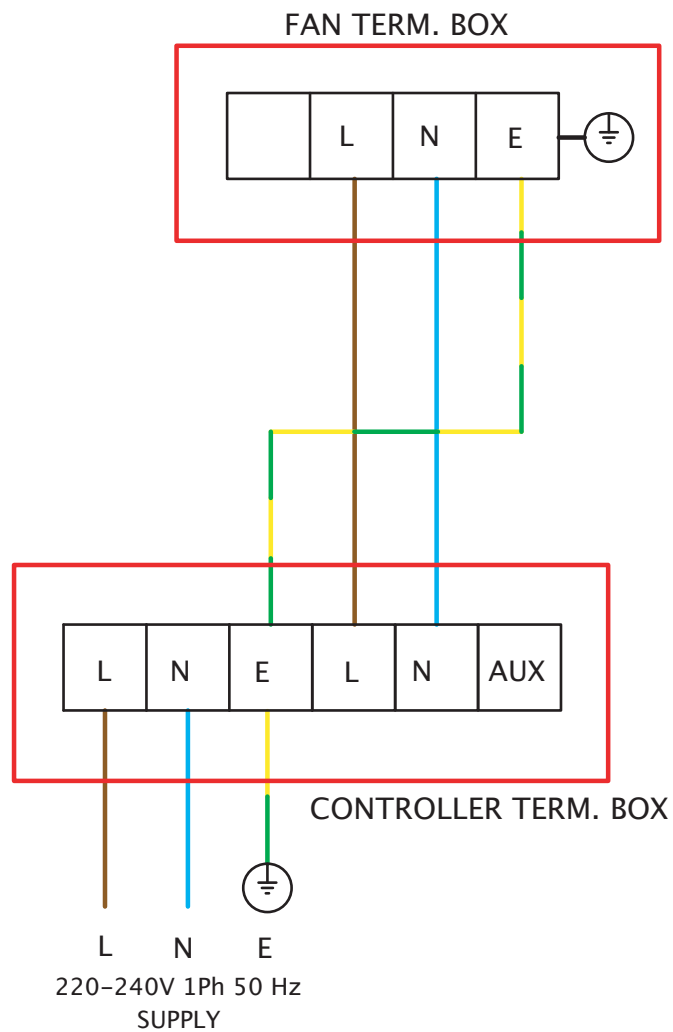 FAN TERM. BOX
L N E
L N E L N AUX
CONTROLLER TERM. BOX
L N E
220-240V 1Ph 50 Hz
SUPPLY